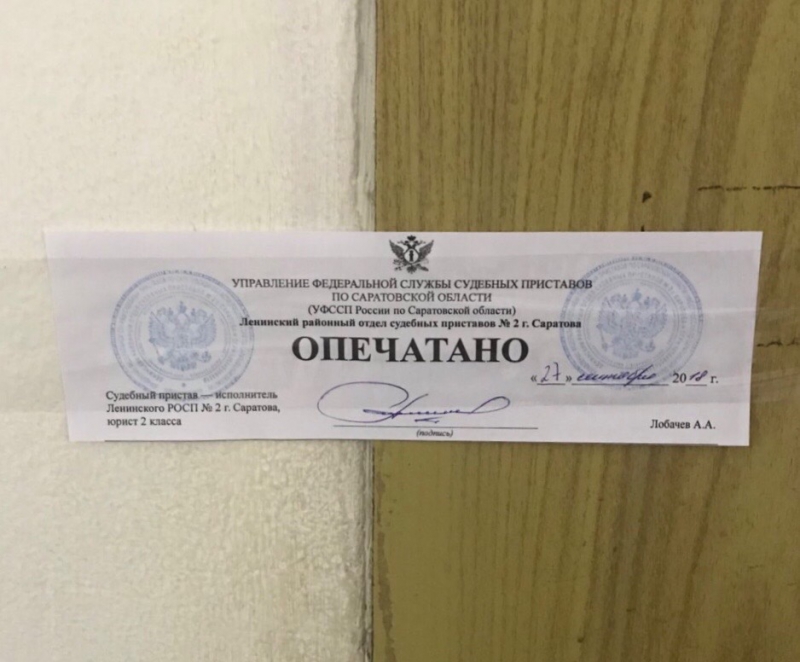 УПРАВЛЕНИЕ ФЕДЕРАЛЬНОЙ СЛУЖБЫ СУДЕБНЫХ ПРИСТАВОВ
ПО САРАТОВСКОЙ ОБЛАСТИ
(УФССП России по Саратовской области)
Ленинский районный отдел судебных приставов № 2 г. Саратова
ОПЕЧАТАНО
«27» сентября 2018 г.
Судебный пристав — исполнитель
Ленинского РОСП № 2 г. Саратова,
юрист 2 класса
(подпись)
Лобачев А.А.